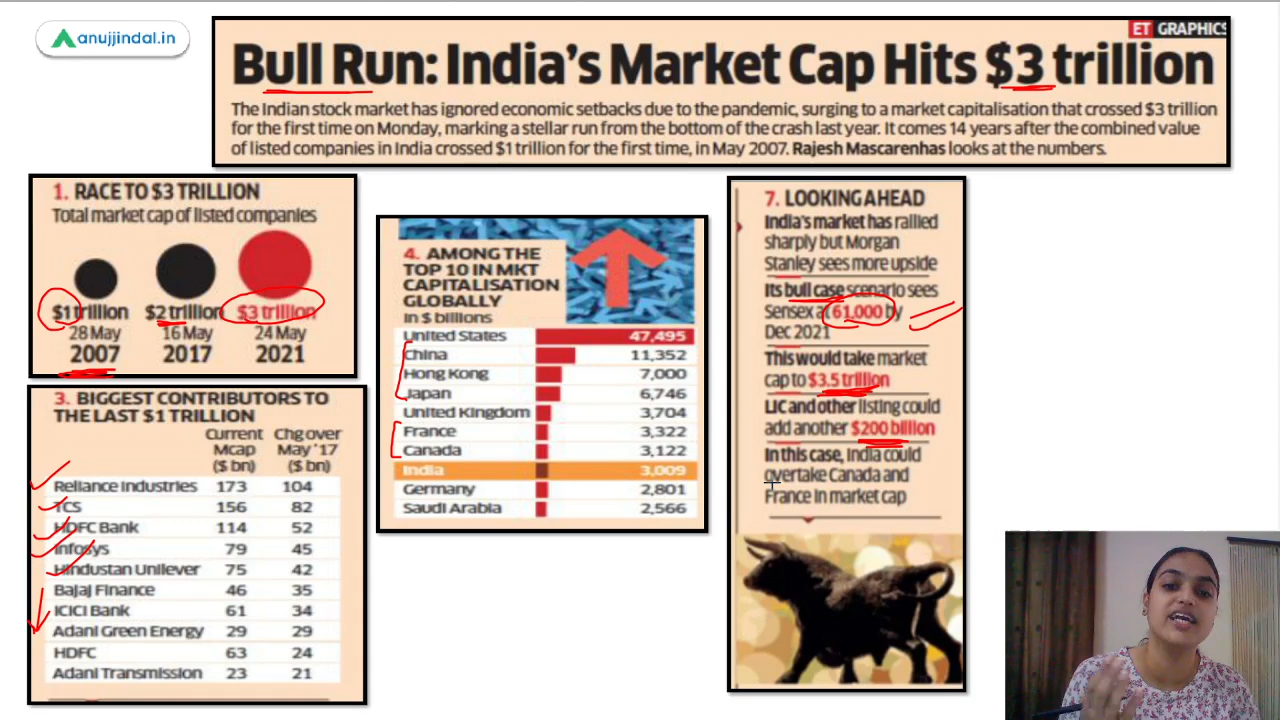 anujjindal.in
ET GRAPHICS
Bull Run: India's Market Cap Hits $3 trillion
The Indian stock market has ignored economic setbacks due to the pandemic, surging to a market capitalisation that crossed $3 trillion
for the first time on Monday, marking a stellar run from the bottom of the crash last year. It comes 14 years after the combined value
of listed companies in India crossed $1 trillion for the first time, in May 2007. Rajesh Mascarenhas looks at the numbers.
1. RACE TO $3 TRILLION
Total market cap of listed companies
$1 trillion $2 trillion $3 trillion
28 May 16 May 24 May
2007 2017 2021
3. BIGGEST CONTRIBUTORS TO
THE LAST $1 TRILLION
Current Chg over
Mcap May '17
($ bn) ($ bn)
Reliance Industries 173 104
TCS 156 82
HDFC Bank 114 52
Infosys 79 45
Hindustan Unilever 75 42
Bajaj Finance 46 35
ICICI Bank 61 34
Adani Green Energy 29 29
HDFC 63 24
Adani Transmission 23 21
4. AMONG THE
TOP 10 IN MKT
CAPITALISATION
GLOBALLY
In $ billions
United States 47,495
China 11,352
Hong Kong 7,000
Japan 6,746
United Kingdom 3,704
France 3,322
Canada 3,122
India 3,009
Germany 2,801
Saudi Arabia 2,566
7. LOOKING AHEAD
India's market has rallied
sharply but Morgan
Stanley sees more upside
Its bull case scenario sees
Sensex at 61,000 by
Dec 2021
This would take market
cap to $3.5 trillion
LIC and other listing could
add another $200 billion
In this case, India could
overtake Canada and
France in market cap